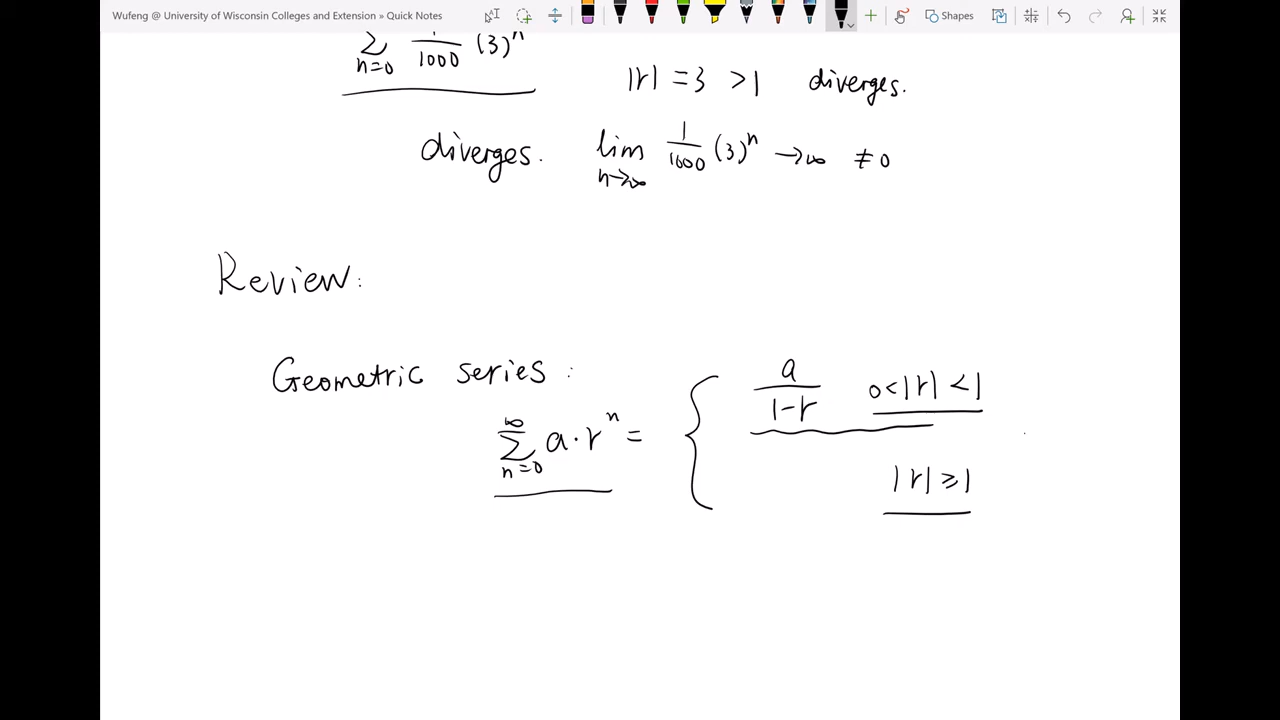 Wufeng @ University of Wisconsin Colleges and Extension » Quick Notes
Shapes
∑ n=0 1/1000 (3)^n
|r| = 3 > 1 diverges.
diverges. lim n→∞ 1/1000 (3)^n → ∞ ≠ 0
Review:
Geometric series:
∞ ∑ n=0 a·r^n = { a/(1-r) 0<|r|<1
|r| ≥ 1